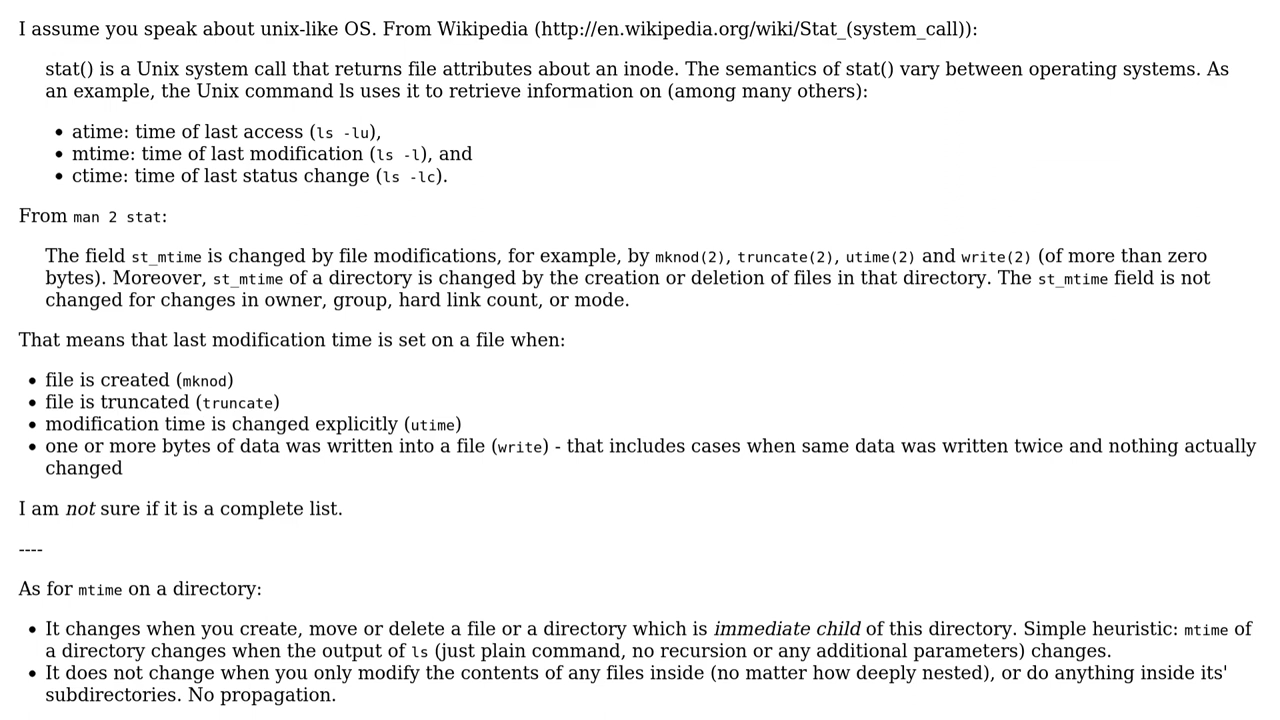 I assume you speak about unix-like OS. From Wikipedia (http://en.wikipedia.org/wiki/Stat_(system_call)):
stat() is a Unix system call that returns file attributes about an inode. The semantics of stat() vary between operating systems. As
an example, the Unix command ls uses it to retrieve information on (among many others):
• atime: time of last access (ls -lu),
• mtime: time of last modification (ls -l), and
• ctime: time of last status change (ls -lc).
From man 2 stat:
The field st_mtime is changed by file modifications, for example, by mknod(2), truncate(2), utime(2) and write(2) (of more than zero
bytes). Moreover, st_mtime of a directory is changed by the creation or deletion of files in that directory. The st_mtime field is not
changed for changes in owner, group, hard link count, or mode.
That means that last modification time is set on a file when:
• file is created (mknod)
• file is truncated (truncate)
• modification time is changed explicitly (utime)
• one or more bytes of data was written into a file (write) - that includes cases when same data was written twice and nothing actually
changed
I am not sure if it is a complete list.
----
As for mtime on a directory:
• It changes when you create, move or delete a file or a directory which is immediate child of this directory. Simple heuristic: mtime of
a directory changes when the output of ls (just plain command, no recursion or any additional parameters) changes.
• It does not change when you only modify the contents of any files inside (no matter how deeply nested), or do anything inside its'
subdirectories. No propagation.